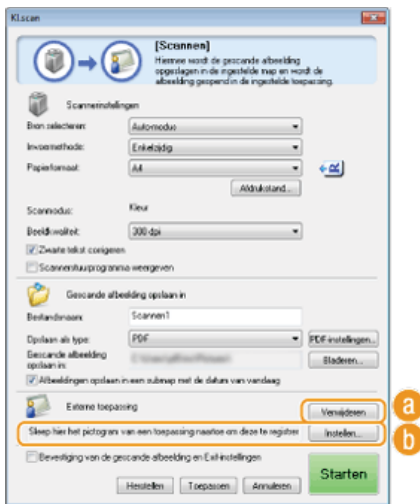 Kl.scan
[Scannen]
Hiermee wordt de gescande afbeelding
opgeslagen in de ingestelde map en wordt de
afbeelding geopend in de ingestelde toepassing.
Scannerinstellingen
Bron selecteren: Automodus
Invoermethode: Enkelzijdig
Papierformaat: A4
Afdrukstand...
Scanmodus: Kleur
Beeldkwaliteit: 300 dpi
Zwarte tekst corrigeren
Scannerstuurprogramma weergeven
Gescande afbeelding opslaan in
Bestandsnaam: Scannen1
Opslaan als type: PDF PDF-instellingen...
Gescande afbeelding
opslaan in: Bladeren...
Afbeeldingen opslaan in een submap met de datum van vandaag
Externe toepassing Verwijderen a
Sleep hier het pictogram van een toepassing naartoe om deze te registrer Instellen... b
Bevestiging van de gescande afbeelding en Exif-instellingen
Starten
Herstellen Toepassen Annuleren